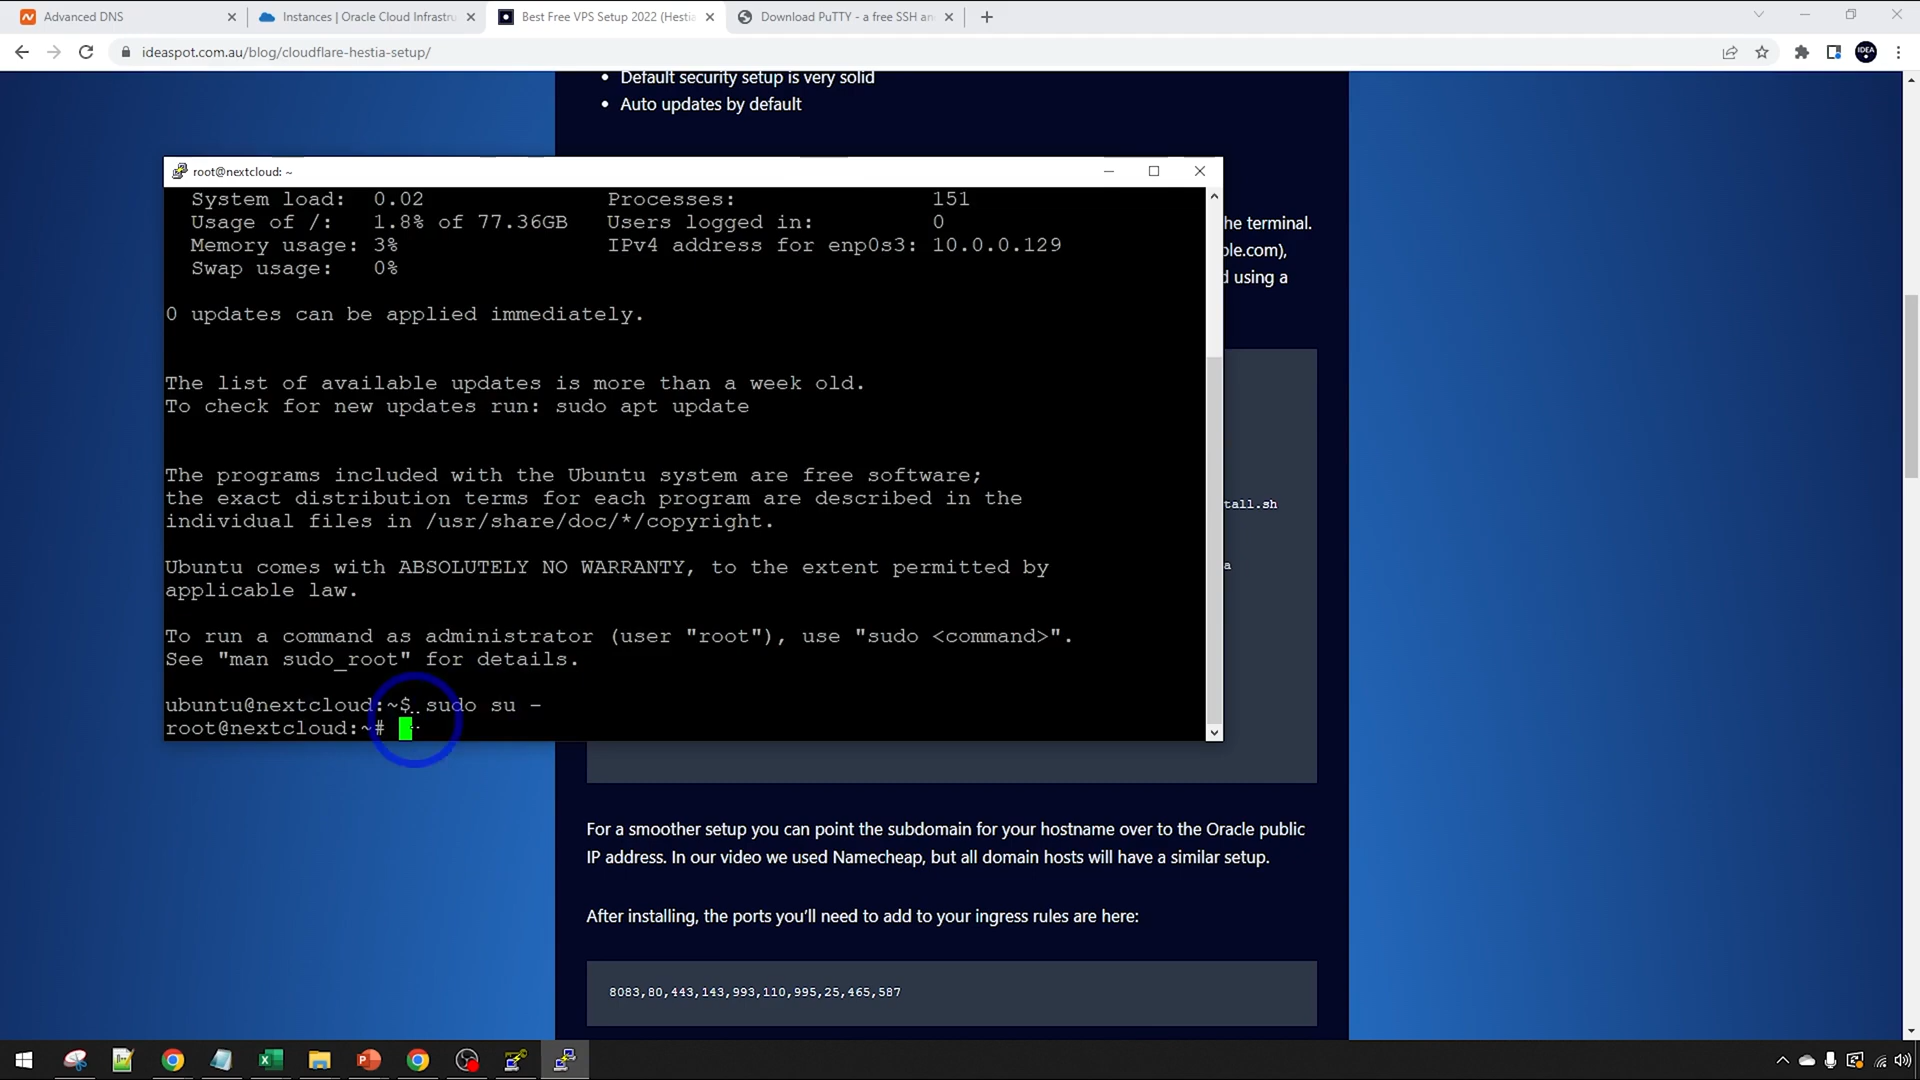 Advanced DNS
Instances | Oracle Cloud Infrastru
Best Free VPS Setup 2022 (Hestia
Download PuTTY - a free SSH an
ideaspot.com.au/blog/cloudflare-hestia-setup/
IDEA
• Default security setup is very solid
• Auto updates by default
root@nextcloud: ~
System load: 0.02 Processes: 151
Usage of /: 1.8% of 77.36GB Users logged in: 0
Memory usage: 3% IPv4 address for enp0s3: 10.0.0.129
Swap usage: 0%
0 updates can be applied immediately.
The list of available updates is more than a week old.
To check for new updates run: sudo apt update
The programs included with the Ubuntu system are free software;
the exact distribution terms for each program are described in the
individual files in /usr/share/doc/*/copyright.
Ubuntu comes with ABSOLUTELY NO WARRANTY, to the extent permitted by
applicable law.
To run a command as administrator (user "root"), use "sudo <command>".
See "man sudo_root" for details.
ubuntu@nextcloud:~$ sudo su -
root@nextcloud:~#
he terminal.
ble.com),
d using a
tall.sh
a
For a smoother setup you can point the subdomain for your hostname over to the Oracle public
IP address. In our video we used Namecheap, but all domain hosts will have a similar setup.
After installing, the ports you’ll need to add to your ingress rules are here:
8083,80,443,143,993,110,995,25,465,587